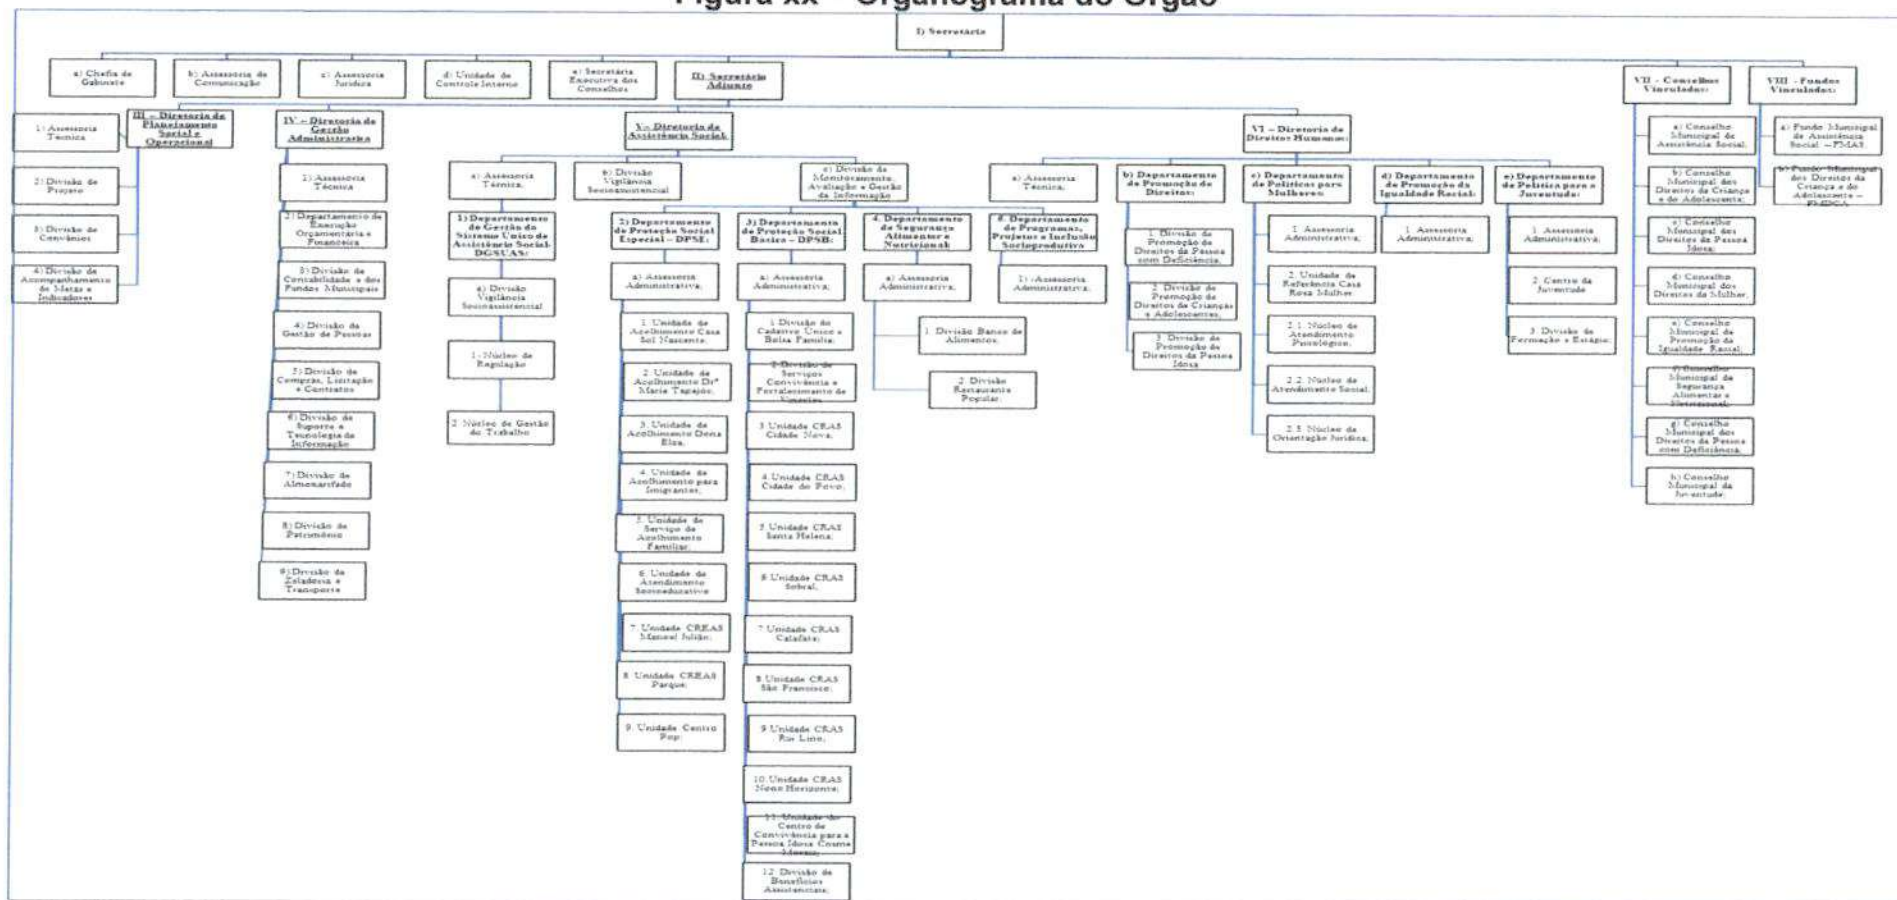 Figura xx – Organograma do Órgão
I) Secretária
a) Chefia de
Gabinete
b) Assessoria de
Comunicação
c) Assessoria
Jurídica
d) Unidade de
Controle Interno
e) Secretária
Executiva dos
Conselhos
II) Secretário
Adjunto
VII - Conselhos
Vinculados:
VIII - Fundos
Vinculados:
III – Diretoria de
Planejamento
Social e
Operacional
1) Assessoria
Técnica
2) Divisão de
Projeto
3) Divisão de
Convênios
4) Divisão de
Acompanhamento
de Metas e
Indicadores
IV – Diretoria de
Gestão
Administrativa
1) Assessoria
Técnica
2) Departamento de
Execução
Orçamentária e
Financeira
3) Divisão de
Contabilidade e dos
Fundos Municipais
4) Divisão da
Gestão de Pessoas
5) Divisão de
Compras, Licitação
e Contratos
6) Divisão de
Suporte e
Tecnologia da
Informação
7) Divisão de
Almoxarifado
8) Divisão de
Patrimônio
9) Divisão de
Zeladoria e
Transporte
V – Diretoria de
Assistência Social:
a) Assessoria
Técnica;
b) Divisão
Vigilância
Socioassistencial
c) Divisão de
Monitoramento,
Avaliação e Gestão
da Informação
1) Departamento
de Gestão do
Sistema Único de
Assistência Social-
DGSUAS:
a) Divisão
Vigilância
Socioassistencial
1- Núcleo de
Regulação
2. Núcleo de Gestão
do Trabalho
2) Departamento
de Proteção Social
Especial – DPSE:
a) Assessoria
Administrativa;
1. Unidade de
Acolhimento Casa
Sol Nascente;
2. Unidade de
Acolhimento Drª
Maria Tapajós;
3. Unidade de
Acolhimento Dona
Elza;
4. Unidade de
Acolhimento para
Imigrantes;
5. Unidade de
Serviço de
Acolhimento
Familiar;
6. Unidade de
Atendimento
Socioeducativo
7. Unidade CREAS
Manoel Julião;
8. Unidade CREAS
Parque;
9. Unidade Centro
Pop;
3) Departamento
de Proteção Social
Básica – DPSB:
a) Assessoria
Administrativa;
1 Divisão do
Cadastro Único e
Bolsa Família;
2 Divisão de
Serviços
Convivência e
Fortalecimento de
Vínculos
3 Unidade CRAS
Cidade Nova;
4 Unidade CRAS
Cidade do Povo;
5 Unidade CRAS
Santa Helena;
6 Unidade CRAS
Sobral;
7 Unidade CRAS
Calafate;
8 Unidade CRAS
São Francisco;
9 Unidade CRAS
Rui Lino;
10. Unidade CRAS
Novo Horizonte;
11. Unidade do
Centro de
Convivência para a
Pessoa Idosa Cosme
Morais;
12. Divisão de
Benefícios
Assistenciais;
4. Departamento
de Segurança
Alimentar e
Nutricional:
a) Assessoria
Administrativa;
1. Divisão Banco de
Alimentos;
2. Divisão
Restaurante
Popular;
5. Departamento
de Programas,
Projetos e Inclusão
Socioprodutiva
1) -Assessoria
Administrativa;
VI – Diretoria de
Direitos Humanos:
a) Assessoria
Técnica;
b) Departamento
de Promoção de
Direitos:
1. Divisão de
Promoção de
Direitos da Pessoa
com Deficiência;
2. Divisão de
Promoção de
Direitos de Crianças
e Adolescentes;
3. Divisão de
Promoção de
Direitos da Pessoa
Idosa
c) Departamento
de Políticas para
Mulheres:
1. Assessoria
Administrativa;
2. Unidade de
Referência Casa
Rosa Mulher
2.1. Núcleo de
Atendimento
Psicológico;
2.2. Núcleo de
Atendimento Social;
2.3. Núcleo de
Orientação Jurídica;
d) Departamento
de Promoção da
Igualdade Racial:
1. Assessoria
Administrativa;
e) Departamento
de Política para a
Juventude:
1. Assessoria
Administrativa;
2. Centro da
Juventude
3. Divisão de
Formação e Estágio;
a) Conselho
Municipal de
Assistência Social;
b) Conselho
Municipal dos
Direitos da Criança
e do Adolescente;
c) Conselho
Municipal dos
Direitos da Pessoa
Idosa;
d) Conselho
Municipal dos
Direitos da Mulher;
e) Conselho
Municipal de
Promoção da
Igualdade Racial;
f) Conselho
Municipal de
Segurança
Alimentar e
Nutricional;
g) Conselho
Municipal dos
Direitos da Pessoa
com Deficiência;
h) Conselho
Municipal da
Juventude;
a) Fundo Municipal
de Assistência
Social – FMAS;
b) Fundo Municipal
dos Direitos da
Criança e do
Adolescente –
FMDCA